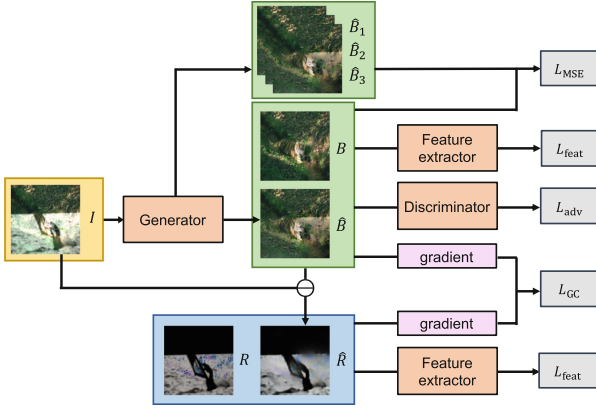 B̂₁
B̂₂
B̂₃
L_MSE
B
Feature
extractor
L_feat
I
Generator
B̂
Discriminator
L_adv
gradient
L_GC
gradient
R
R̂
Feature
extractor
L_feat